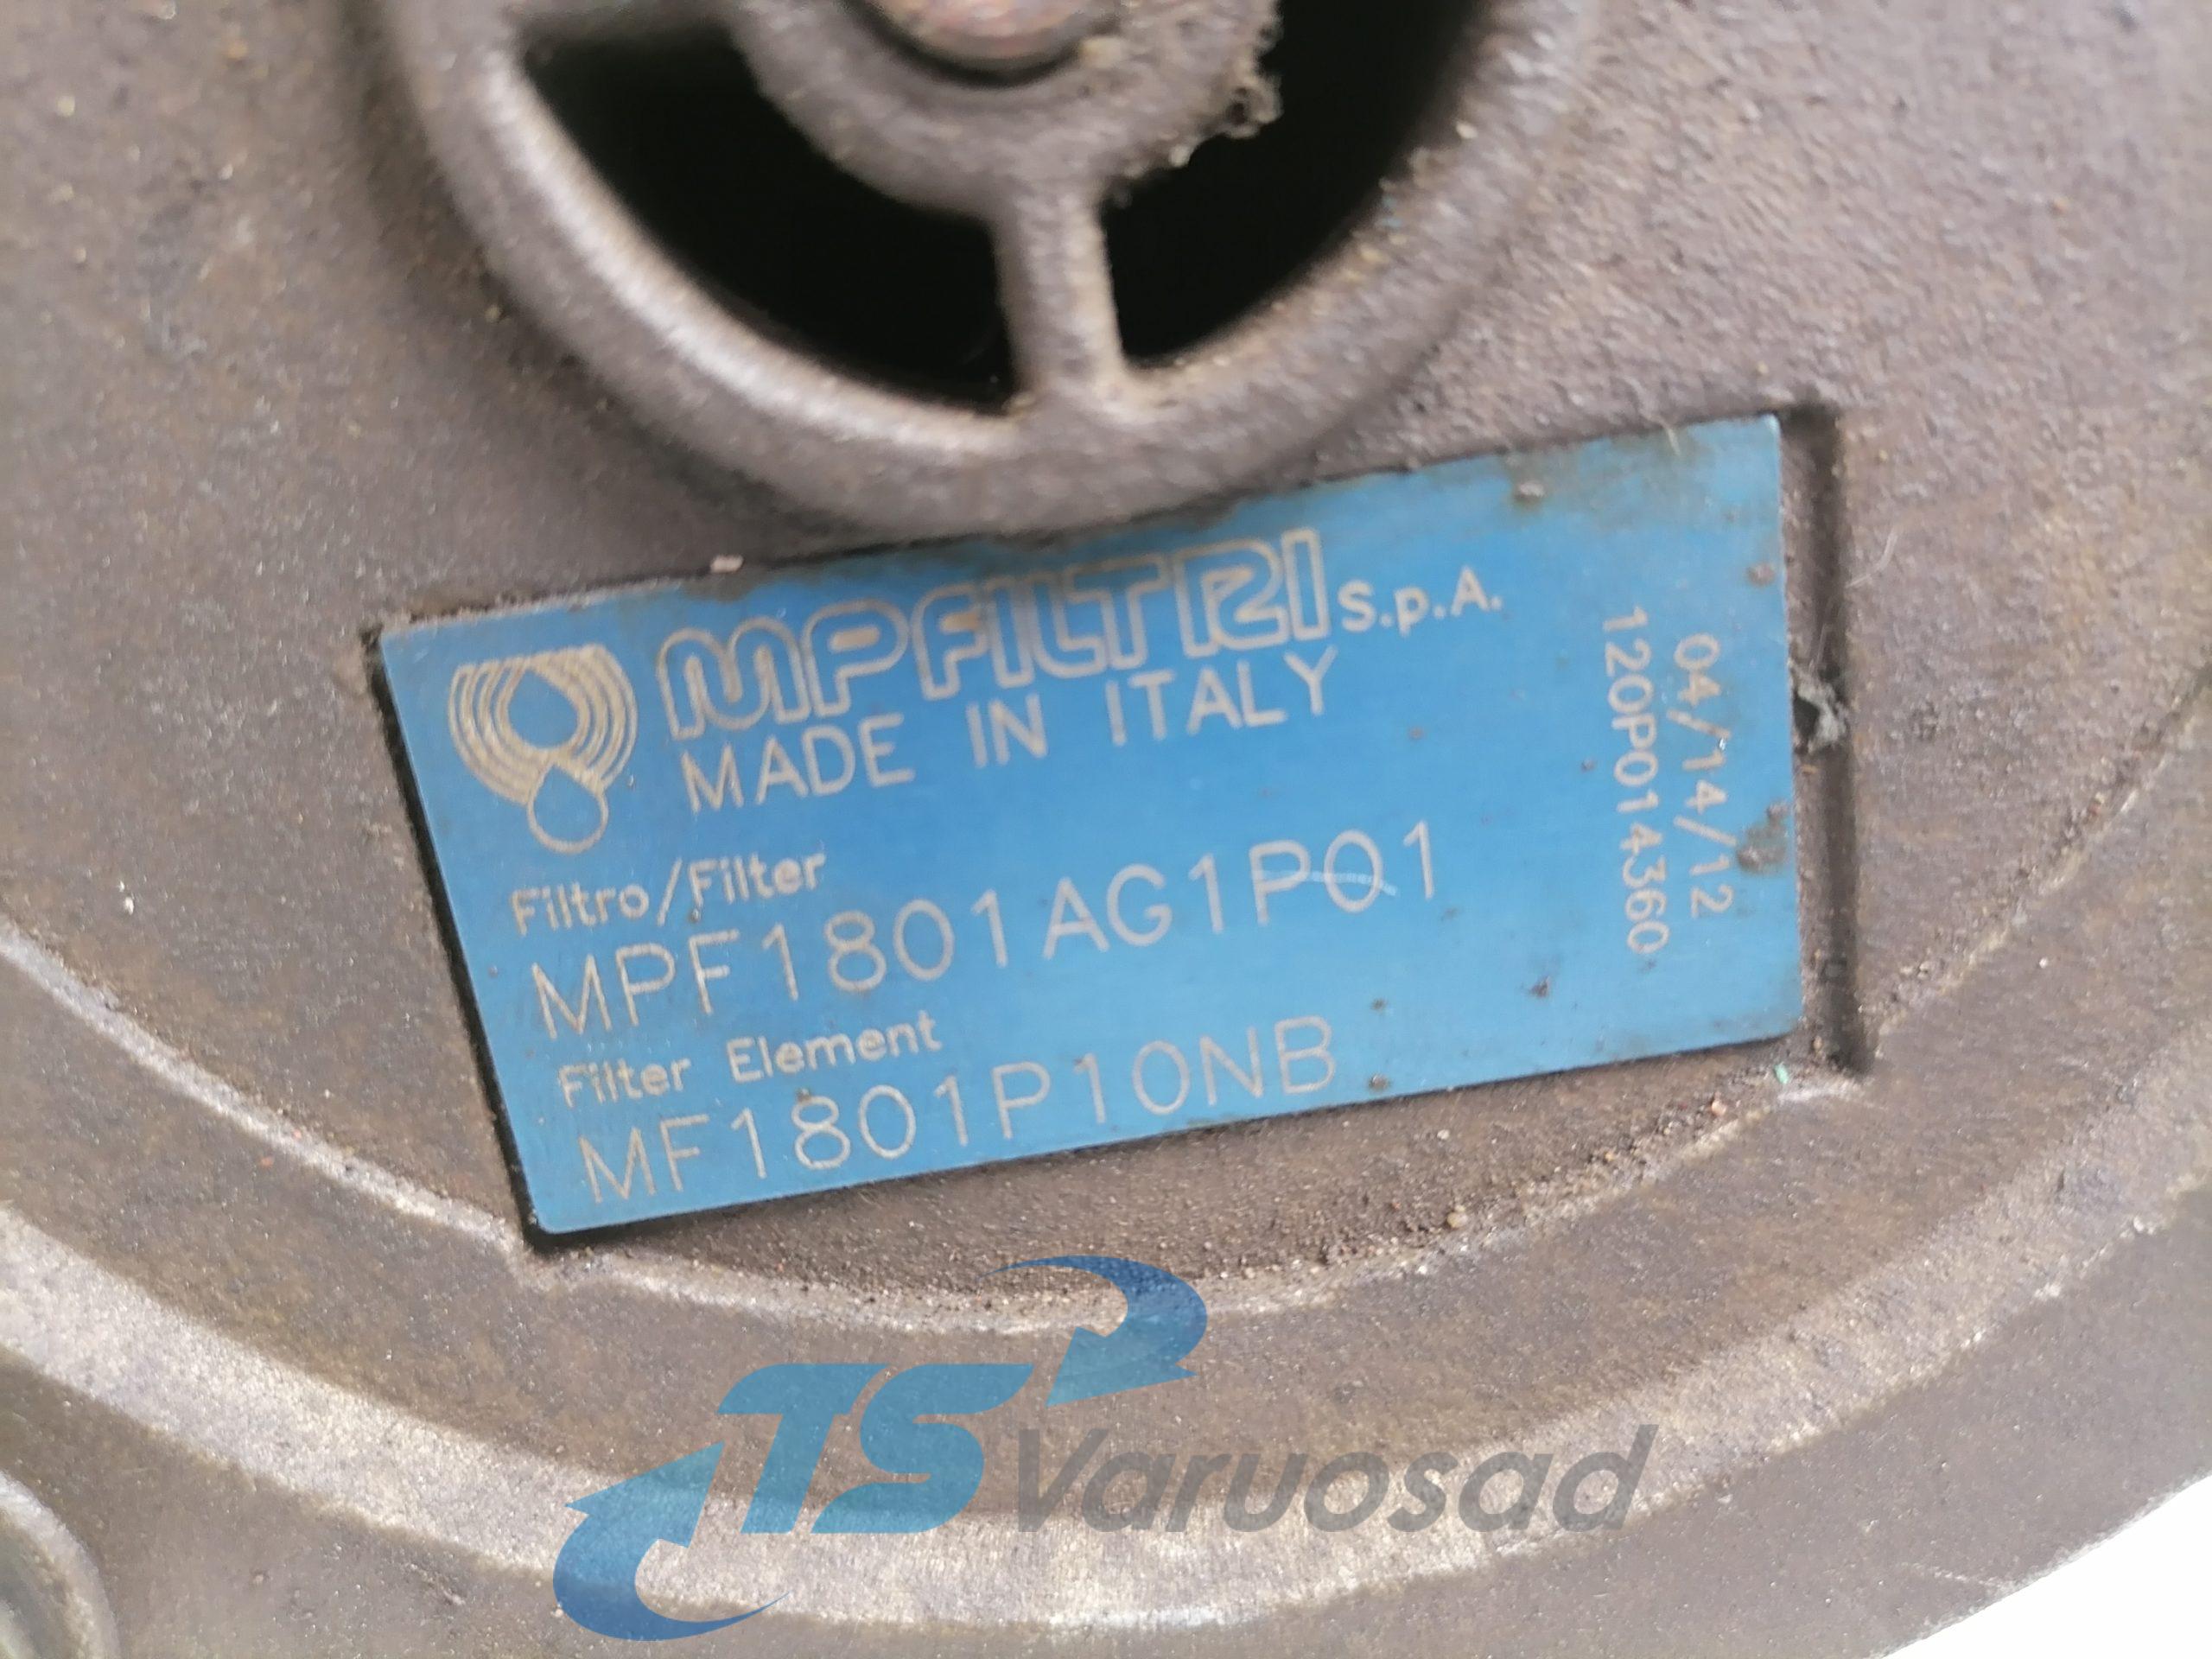 MPFILTRI S.p.A.
MADE IN ITALY
Filtro/Filter
MPF1801AG1P01
Filter Element
MF1801P10NB
04/14/12
120P014360
TS Varuosad